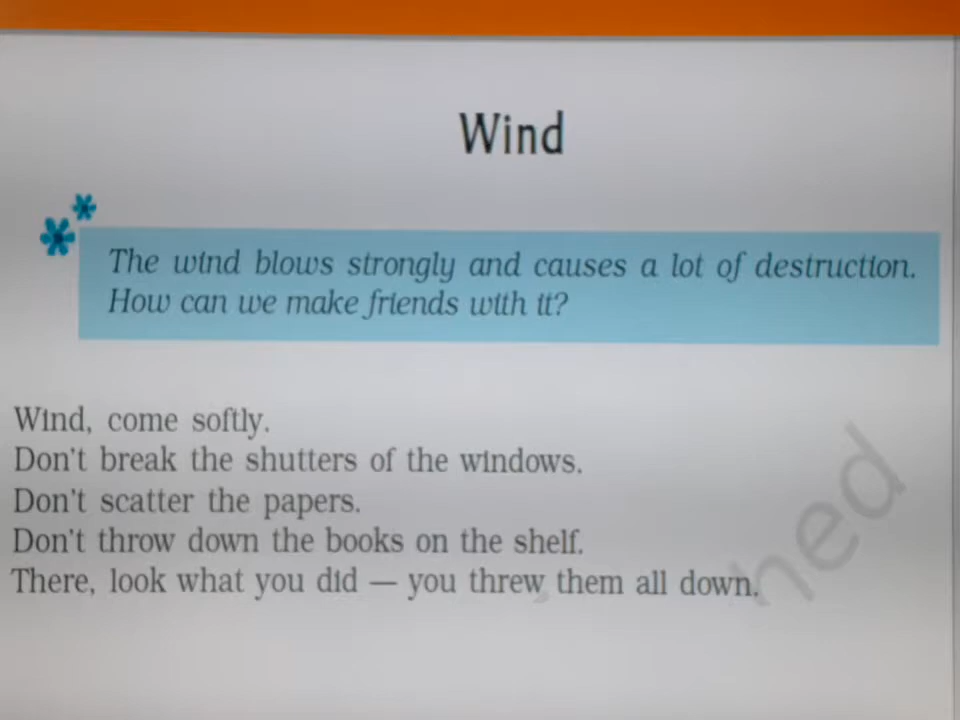 Wind
The wind blows strongly and causes a lot of destruction.
How can we make friends with it?
Wind, come softly.
Don't break the shutters of the windows.
Don't scatter the papers.
Don't throw down the books on the shelf.
There, look what you did — you threw them all down.
hed